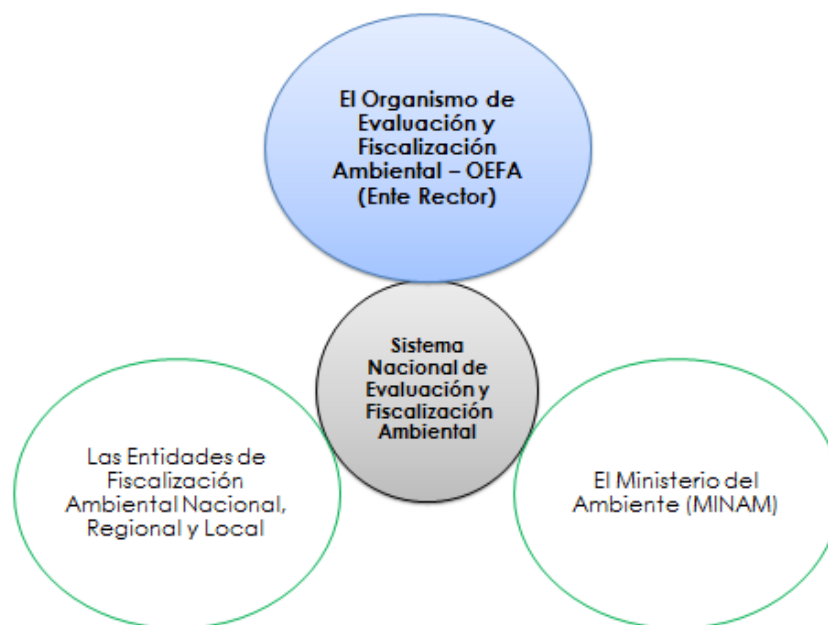 El Organismo de
Evaluación y
Fiscalización
Ambiental – OEFA
(Ente Rector)
Sistema
Nacional de
Evaluación y
Fiscalización
Ambiental
Las Entidades de
Fiscalización
Ambiental Nacional,
Regional y Local
El Ministerio del
Ambiente (MINAM)